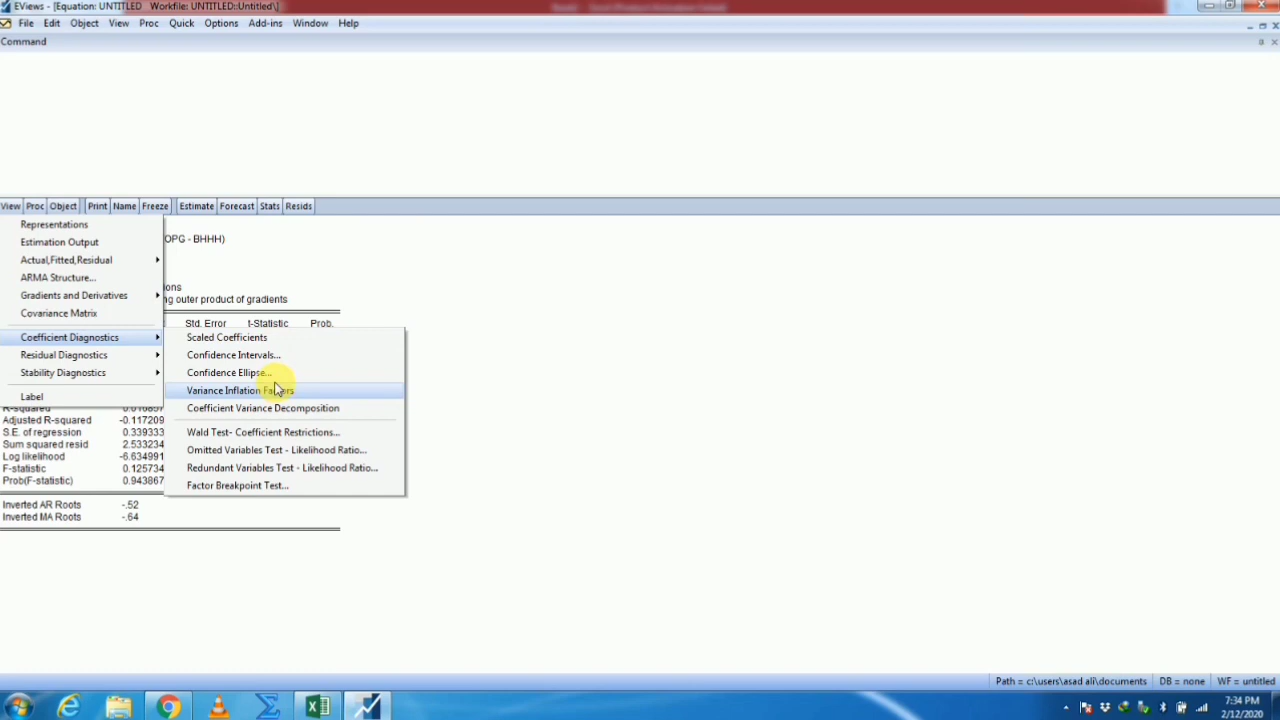 EViews - [Equation: UNTITLED   Workfile: UNTITLED::Untitled\]
File Edit Object View Proc Quick Options Add-ins Window Help
Command
View Proc Object Print Name Freeze Estimate Forecast Stats Resids
Representations
OPG - BHHH)
Estimation Output
Actual,Fitted,Residual
ARMA Structure...
ions
Gradients and Derivatives
ng outer product of gradients
Covariance Matrix
Std. Error t-Statistic Prob.
Coefficient Diagnostics
Scaled Coefficients
Residual Diagnostics
Confidence Intervals...
Stability Diagnostics
Confidence Ellipse...
Variance Inflation Factors
Label
Coefficient Variance Decomposition
R-squared 0.016857
Adjusted R-squared -0.117209
S.E. of regression 0.339333
Wald Test- Coefficient Restrictions...
Sum squared resid 2.533234
Omitted Variables Test - Likelihood Ratio...
Log likelihood -6.634991
F-statistic 0.125734
Redundant Variables Test - Likelihood Ratio...
Prob(F-statistic) 0.943867
Factor Breakpoint Test...
Inverted AR Roots -.52
Inverted MA Roots -.64
Path = c:\users\asad ali\documents DB = none WF = untitled
7:34 PM
2/12/2020